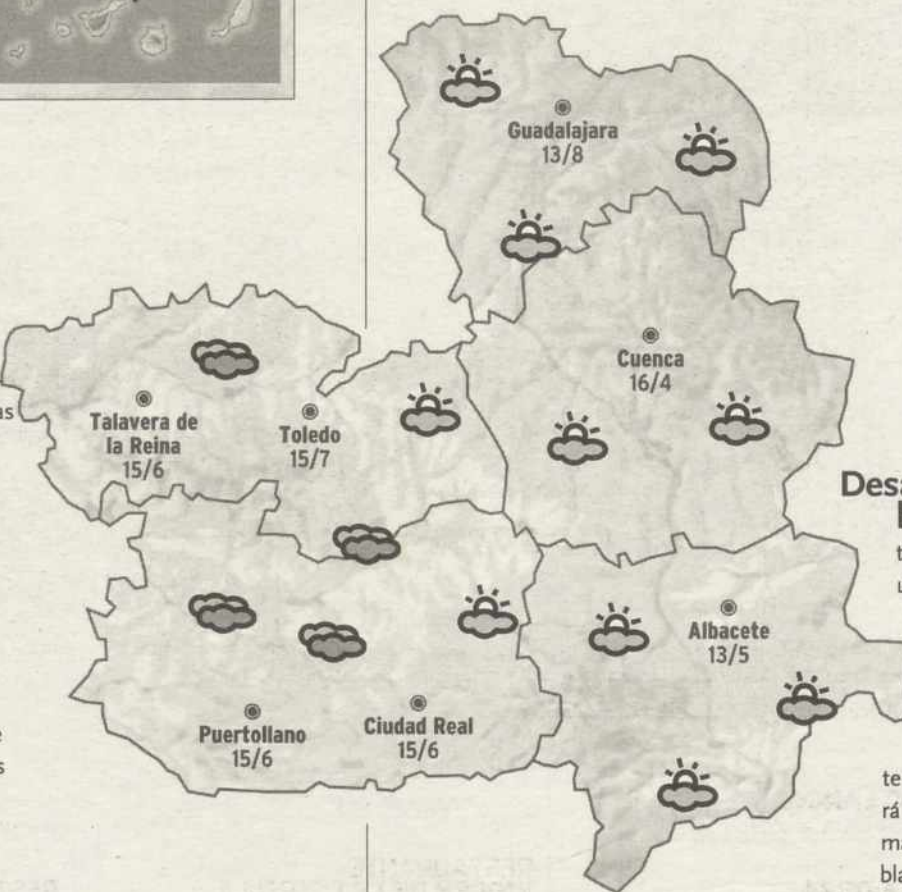 Guadalajara
13/8
Cuenca
16/4
Talavera de
la Reina
15/6
Toledo
15/7
Albacete
13/5
Puertollano
15/6
Ciudad Real
15/6